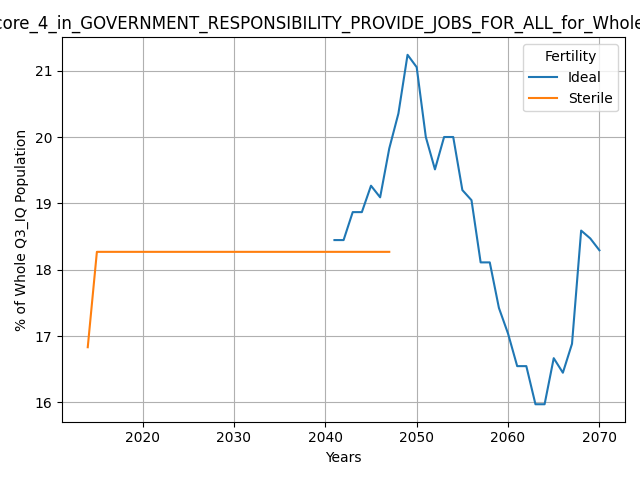 core_4_in_GOVERNMENT_RESPONSIBILITY_PROVIDE_JOBS_FOR_ALL_for_Whole
Fertility
Ideal
Sterile
% of Whole Q3_IQ Population
21
20
19
18
17
16
2020 2030 2040 2050 2060 2070
Years